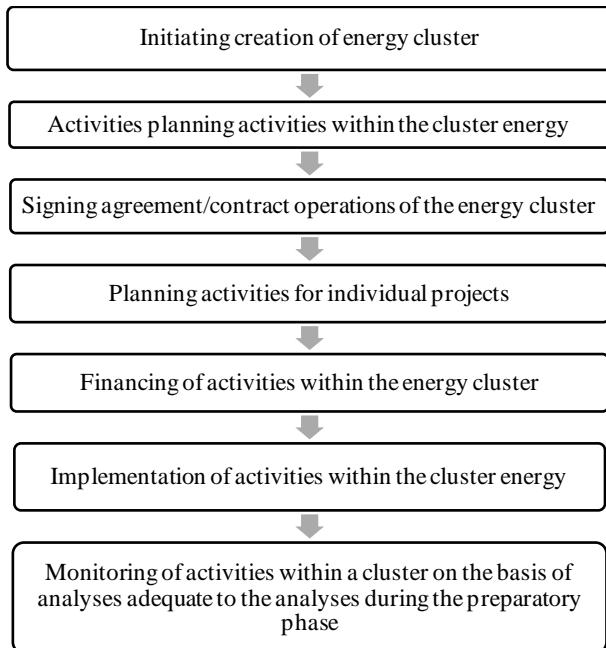 Initiating creation of energy cluster
Activities planning activities within the cluster energy
Signing agreement/contract operations of the energy cluster
Planning activities for individual projects
Financing of activities within the energy cluster
Implementation of activities within the cluster energy
Monitoring of activities within a cluster on the basis of
analyses adequate to the analyses during the preparatory
phase